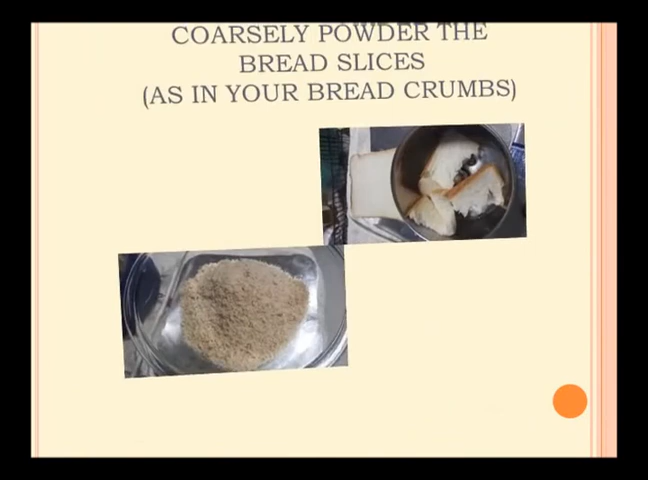 COARSELY POWDER THE
BREAD SLICES
(AS IN YOUR BREAD CRUMBS)